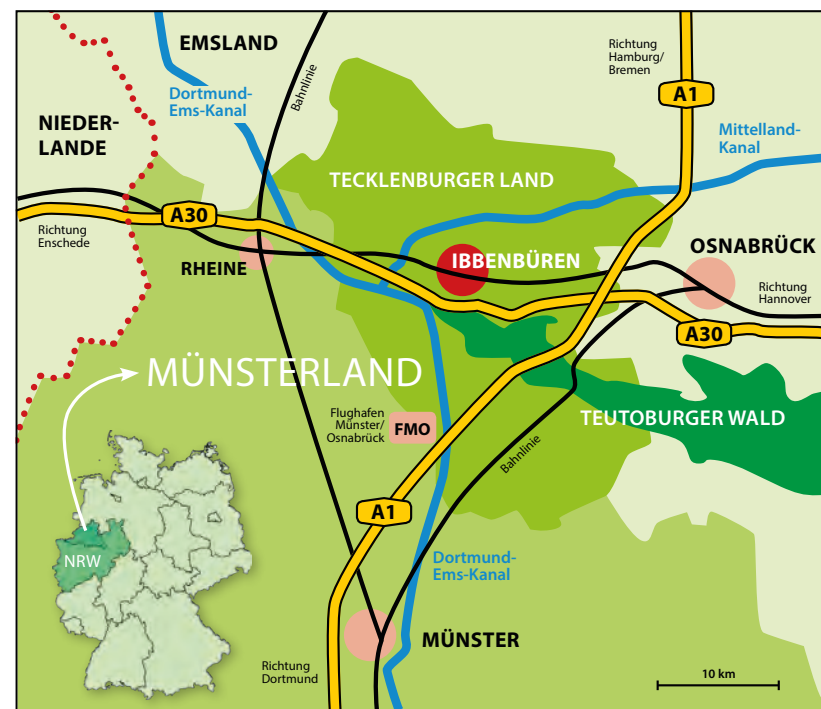 EMSLAND
Dortmund-
Ems-Kanal
Bahnlinie
Richtung
Hamburg/
Bremen
A1
NIEDER-
LANDE
Mittelland-
Kanal
TECKLENBURGER LAND
A30
Richtung
Enschede
RHEINE
IBBENBÜREN
OSNABRÜCK
Richtung
Hannover
A30
MÜNSTERLAND
Flughafen
Münster/
Osnabrück
FMO
TEUTOBURGER WALD
Bahnlinie
A1
NRW
Dortmund-
Ems-Kanal
MÜNSTER
Richtung
Dortmund
10 km